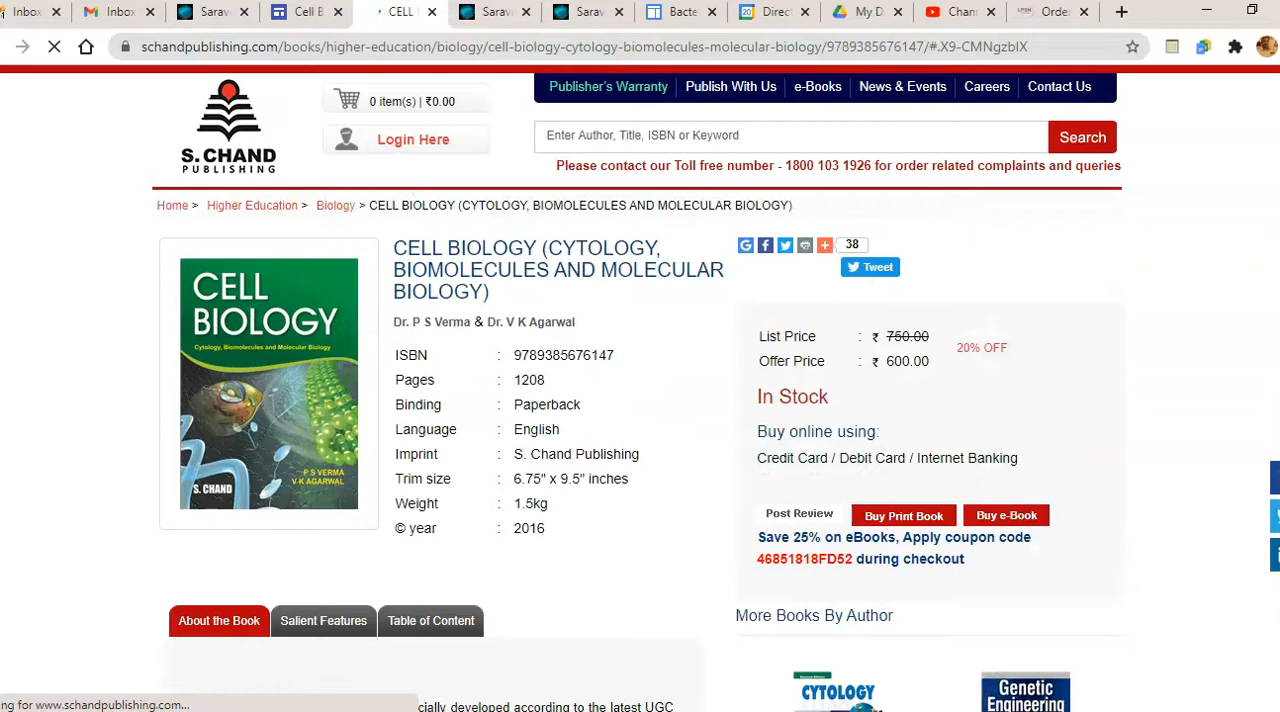 Inbox
Inbox
Sarav
Cell B
CELL
Sarav
Sarav
Bacte
20
Direct
My D
Chan
Order
schandpublishing.com/books/higher-education/biology/cell-biology-cytology-biomolecules-molecular-biology/9789385676147/#.X9-CMNgzbIX
S. CHAND
PUBLISHING
0 item(s) | ₹0.00
Login Here
Publisher's Warranty
Publish With Us
e-Books
News & Events
Careers
Contact Us
Enter Author, Title, ISBN or Keyword
Search
Please contact our Toll free number - 1800 103 1926 for order related complaints and queries
Home > Higher Education > Biology > CELL BIOLOGY (CYTOLOGY, BIOMOLECULES AND MOLECULAR BIOLOGY)
CELL
BIOLOGY
Cytology, Biomolecules and Molecular Biology
P S VERMA
V K AGARWAL
S. CHAND
CELL BIOLOGY (CYTOLOGY,
BIOMOLECULES AND MOLECULAR
BIOLOGY)
Dr. P S Verma & Dr. V K Agarwal
ISBN : 9789385676147
Pages : 1208
Binding : Paperback
Language : English
Imprint : S. Chand Publishing
Trim size : 6.75" x 9.5" inches
Weight : 1.5kg
© year : 2016
38
Tweet
List Price : ₹ 750.00
Offer Price : ₹ 600.00
20% OFF
In Stock
Buy online using:
Credit Card / Debit Card / Internet Banking
Post Review
Buy Print Book
Buy e-Book
Save 25% on eBooks, Apply coupon code
46851818FD52 during checkout
About the Book
Salient Features
Table of Content
More Books By Author
CYTOLOGY
Genetic
Engineering
ng for www.schandpublishing.com...
cially developed according to the latest UGC